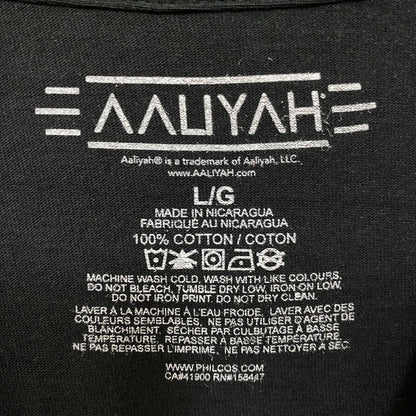 AALIYAH
Aaliyah® is a trademark of Aaliyah, LLC.
www.AALIYAH.com
L/G
MADE IN NICARAGUA
FABRIQUÉ AU NICARAGUA
100% COTTON / COTON
MACHINE WASH COLD, WASH WITH LIKE COLOURS,
DO NOT BLEACH, TUMBLE DRY LOW, IRON ON LOW,
DO NOT IRON PRINT. DO NOT DRY CLEAN.
LAVER À LA MACHINE À L'EAU FROIDE, LAVER AVEC DES
COULEURS SEMBLABLES, NE PAS UTILISER D'AGENT DE
BLANCHIMENT, SÉCHER PAR CULBUTAGE À BASSE
TEMPÉRATURE, REPASSER À BASSE TEMPÉRATURE.
NE PAS REPASSER L'IMPRIMÉ. NE PAS NETTOYER À SEC.
WWW.PHILCOS.COM
CA#41900 RN#158447